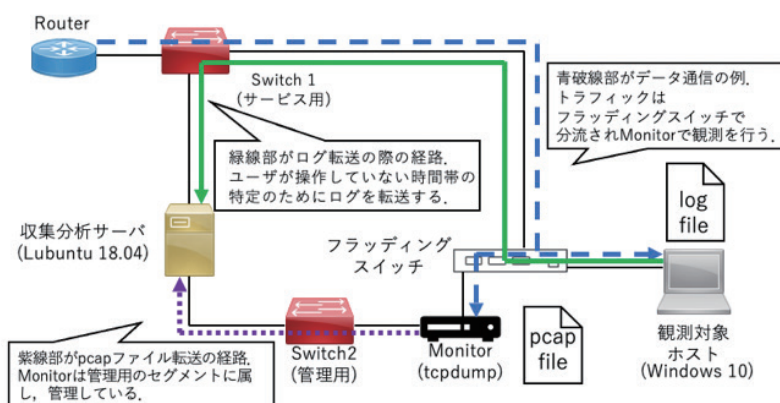 Router
Switch 1
(サービス用)
青破線部がデータ通信の例.
トラフィックは
フラッディングスイッチで
分流されMonitorで観測を行う.
緑線部がログ転送の際の経路.
ユーザが操作していない時間帯の
特定のためにログを転送する.
log
file
収集分析サーバ
(Lubuntu 18.04)
フラッディング
スイッチ
紫線部がpcapファイル転送の経路.
Monitorは管理用のセグメントに属
し，管理している.
Switch2
(管理用)
Monitor
(tcpdump)
pcap
file
観測対象
ホスト
(Windows 10)